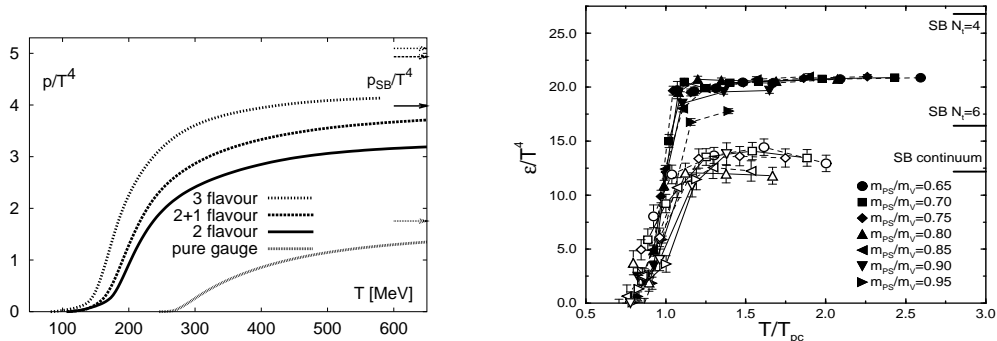 p/T⁴
p_SB/T⁴
5
4
3
2
1
0
3 flavour
2+1 flavour
2 flavour
pure gauge
T [MeV]
100 200 300 400 500 600
ε/T⁴
25.0
20.0
15.0
10.0
5.0
0.0
SB N_t=4
SB N_t=6
SB continuum
m_PS/m_V=0.65
m_PS/m_V=0.70
m_PS/m_V=0.75
m_PS/m_V=0.80
m_PS/m_V=0.85
m_PS/m_V=0.90
m_PS/m_V=0.95
0.5 1.0 1.5 2.0 2.5 3.0
T/T_pc